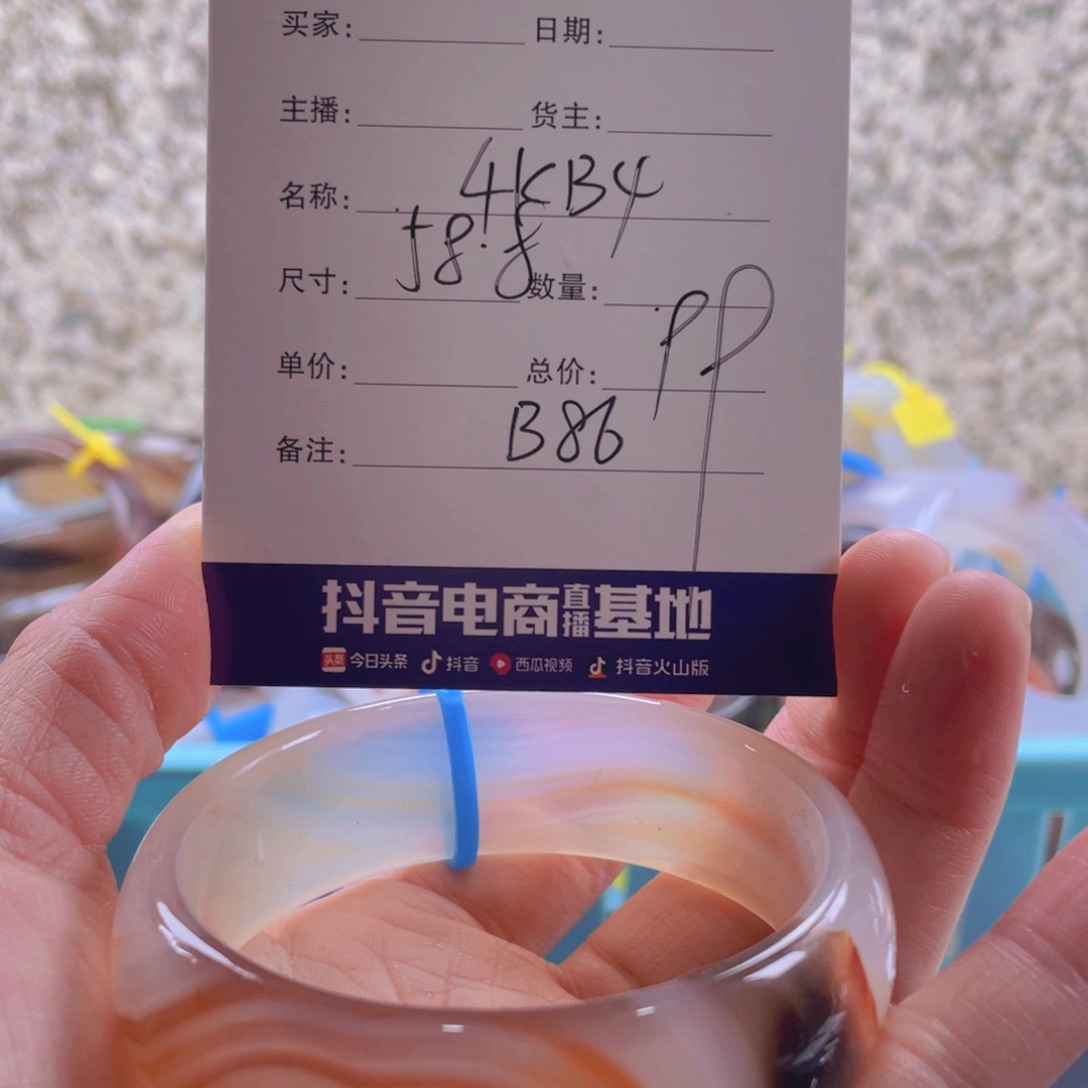 买家: 日期:
主播: 货主:
名称: 4KB4
尺寸: 58.8 数量:
单价: 总价:
备注: B86
抖音电商直播基地
头条 今日头条 抖音 西瓜视频 抖音火山版